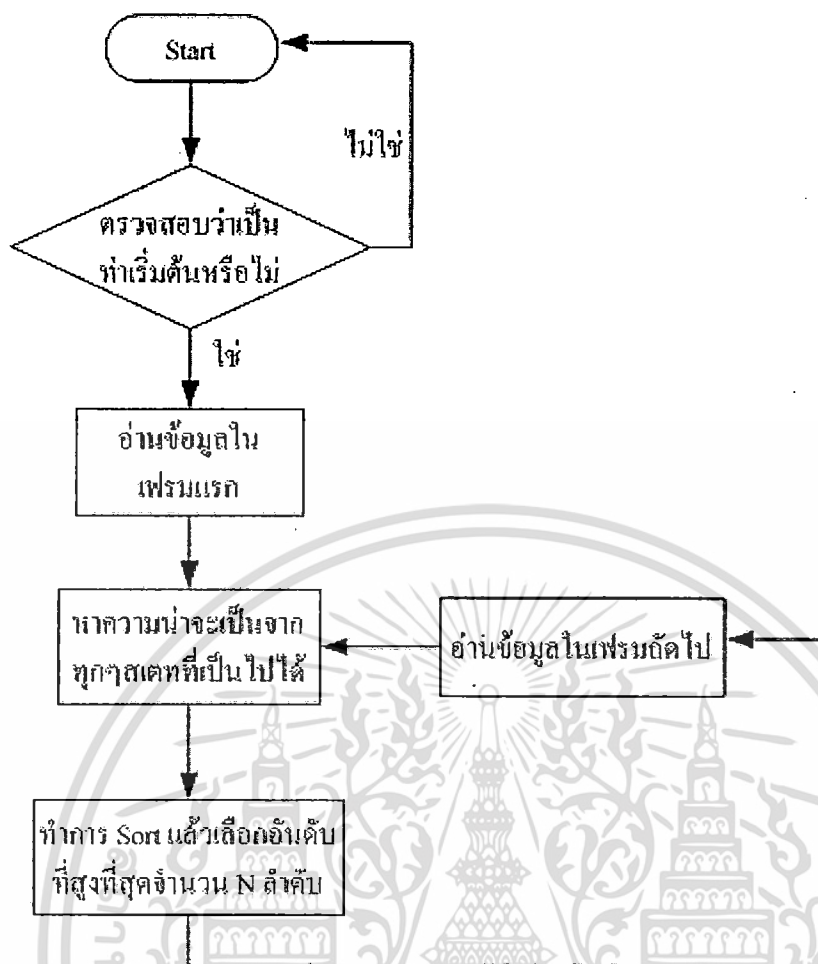 Start
ไม่ใช่
ตรวจสอบว่าเป็น
ท่าเริ่มต้นหรือไม่
ใช่
อ่านข้อมูลใน
เฟรมแรก
หาความน่าจะเป็นจาก
ทุกๆสเตทที่เป็นไปได้
อ่านข้อมูลในเฟรมถัดไป
ทำการ Sort แล้วเลือกอันดับ
ที่สูงที่สุดจำนวน N ลำดับ